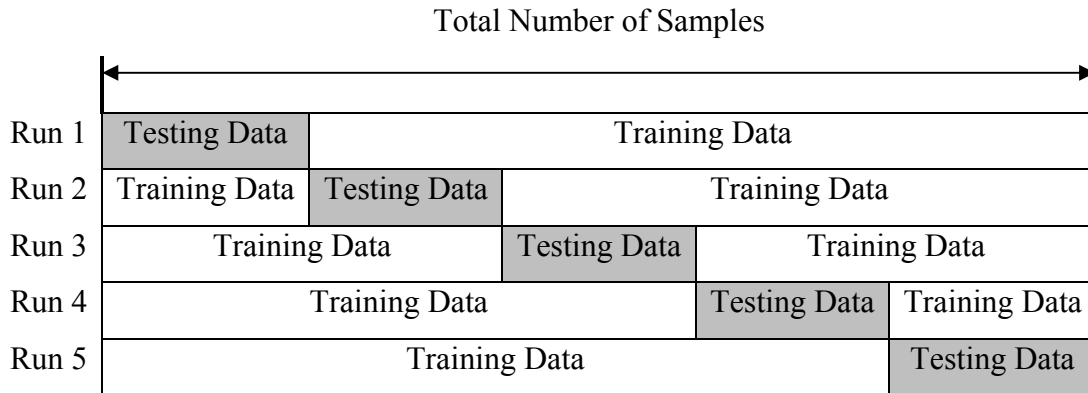 Total Number of Samples
Run 1 Testing Data Training Data
Run 2 Training Data Testing Data Training Data
Run 3 Training Data Testing Data Training Data
Run 4 Training Data Testing Data Training Data
Run 5 Training Data Testing Data